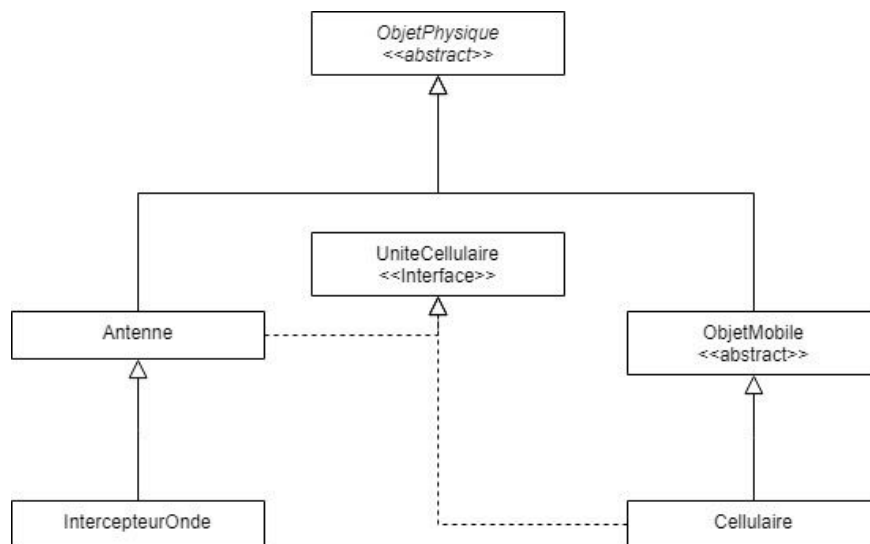 ObjetPhysique
<<abstract>>
UniteCellulaire
<<Interface>>
Antenne
ObjetMobile
<<abstract>>
IntercepteurOnde
Cellulaire